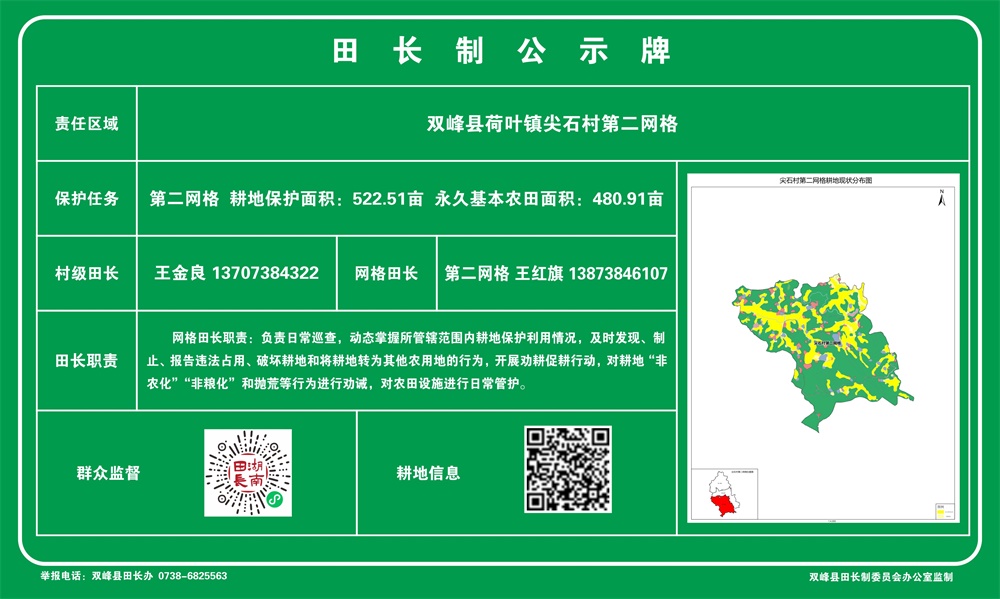 田长制公示牌
责任区域
双峰县荷叶镇尖石村第二网格
保护任务
第二网格 耕地保护面积：522.51亩 永久基本农田面积：480.91亩
尖石村第二网格耕地现状分布图
N
村级田长
王金良 13707384322
网格田长
第二网格 王红旗 13873846107
田长职责
网格田长职责：负责日常巡查，动态掌握所管辖范围内耕地保护利用情况，及时发现、制
止、报告违法占用、破坏耕地和将耕地转为其他农用地的行为，开展劝耕促耕行动，对耕地“非
农化”“非粮化”和抛荒等行为进行劝诫，对农田设施进行日常管护。
群众监督
湖南
田長
耕地信息
举报电话：双峰县田长办 0738-6825563
双峰县田长制委员会办公室监制